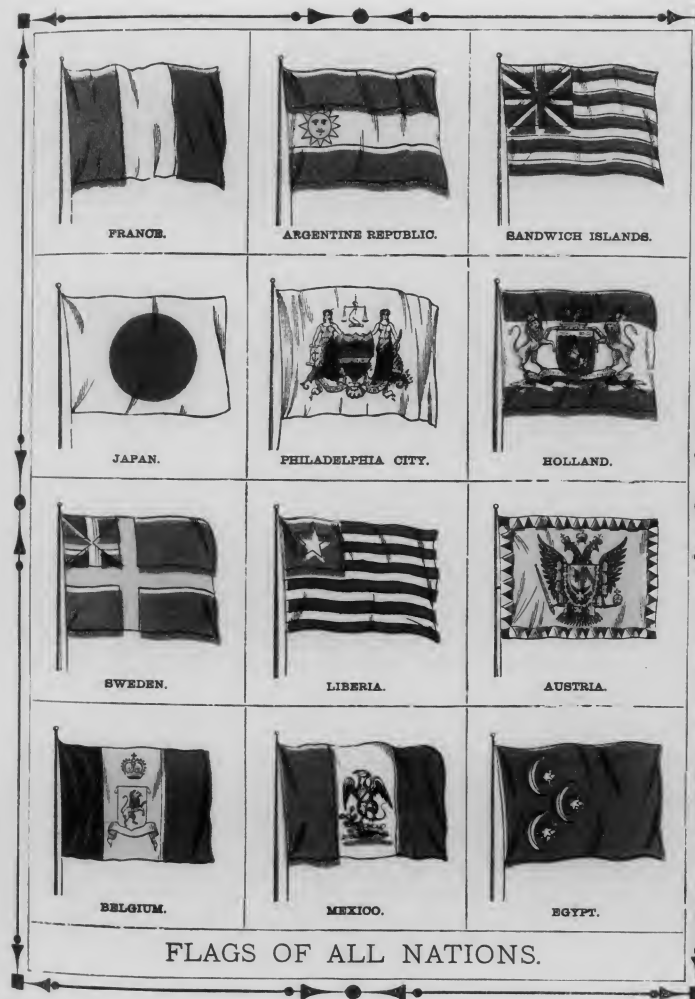 FRANCE.
ARGENTINE REPUBLIC.
SANDWICH ISLANDS.
JAPAN.
PHILADELPHIA CITY.
HOLLAND.
SWEDEN.
LIBERIA.
AUSTRIA.
BELGIUM.
MEXICO.
EGYPT.
FLAGS OF ALL NATIONS.